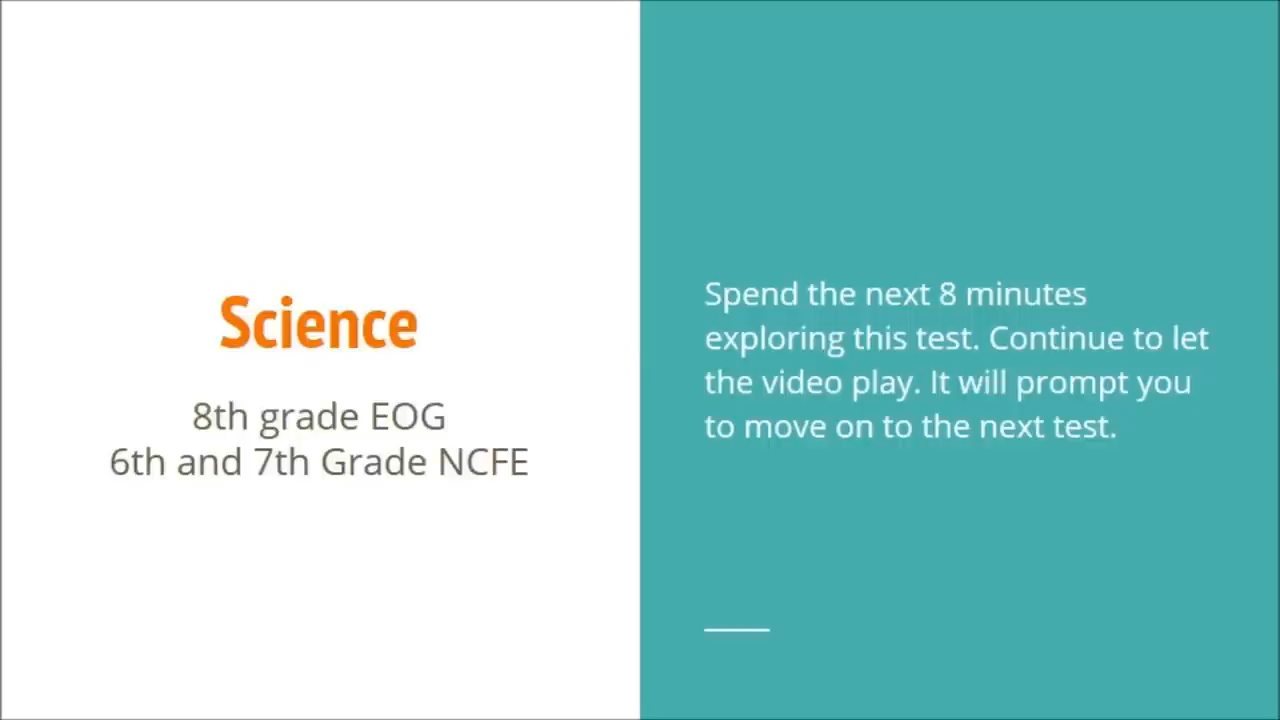 Science
8th grade EOG
6th and 7th Grade NCFE
Spend the next 8 minutes
exploring this test. Continue to let
the video play. It will prompt you
to move on to the next test.